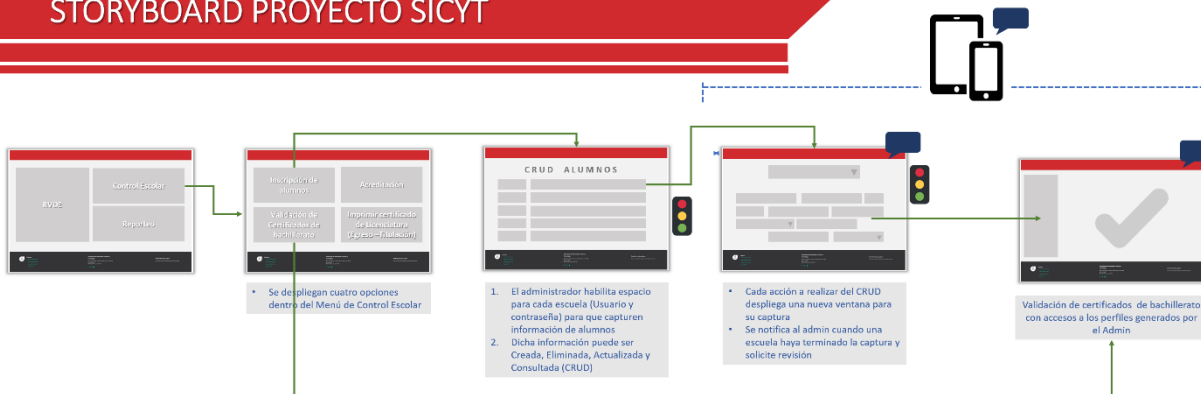 STORYBOARD PROYECTO SICYT
RVOE
Control Escolar
Reportes
Inscripción de
alumnos
Acreditación
Validación de
Certificados de
bachillerato
Imprimir certificado
de Licenciatura
(Egreso – Titulación)
CRUD ALUMNOS
• Se despliegan cuatro opciones
dentro del Menú de Control Escolar
1. El administrador habilita espacio
para cada escuela (Usuario y
contraseña) para que capturen
información de alumnos
2. Dicha información puede ser
Creada, Eliminada, Actualizada y
Consultada (CRUD)
• Cada acción a realizar del CRUD
despliega una nueva ventana para
su captura
• Se notifica al admin cuando una
escuela haya terminado la captura y
solicite revisión
Validación de certificados de bachillerato
con accesos a los perfiles generados por
el Admin